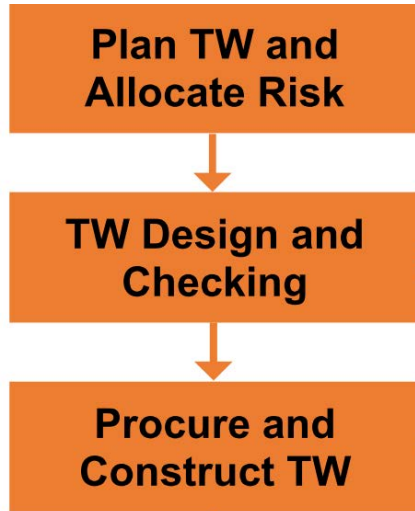 Plan TW and
Allocate Risk
TW Design and
Checking
Procure and
Construct TW